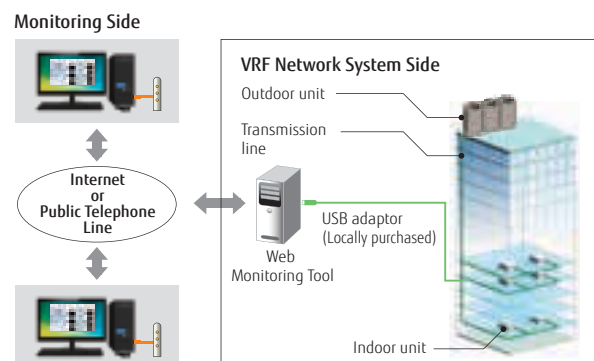 Monitoring Side
Internet
or
Public Telephone
Line
VRF Network System Side
Outdoor unit
Transmission
line
USB adaptor
(Locally purchased)
Web
Monitoring Tool
Indoor unit